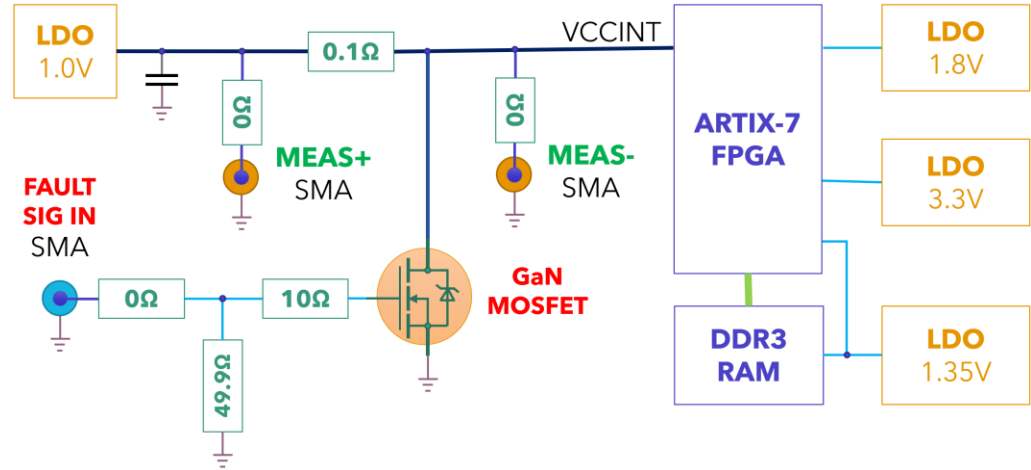 LDO
1.0V
0.1Ω
VCCINT
LDO
1.8V
0Ω
0Ω
MEAS+
SMA
MEAS-
SMA
ARTIX-7
FPGA
LDO
3.3V
FAULT
SIG IN
SMA
0Ω
10Ω
GaN
MOSFET
49.9Ω
DDR3
RAM
LDO
1.35V